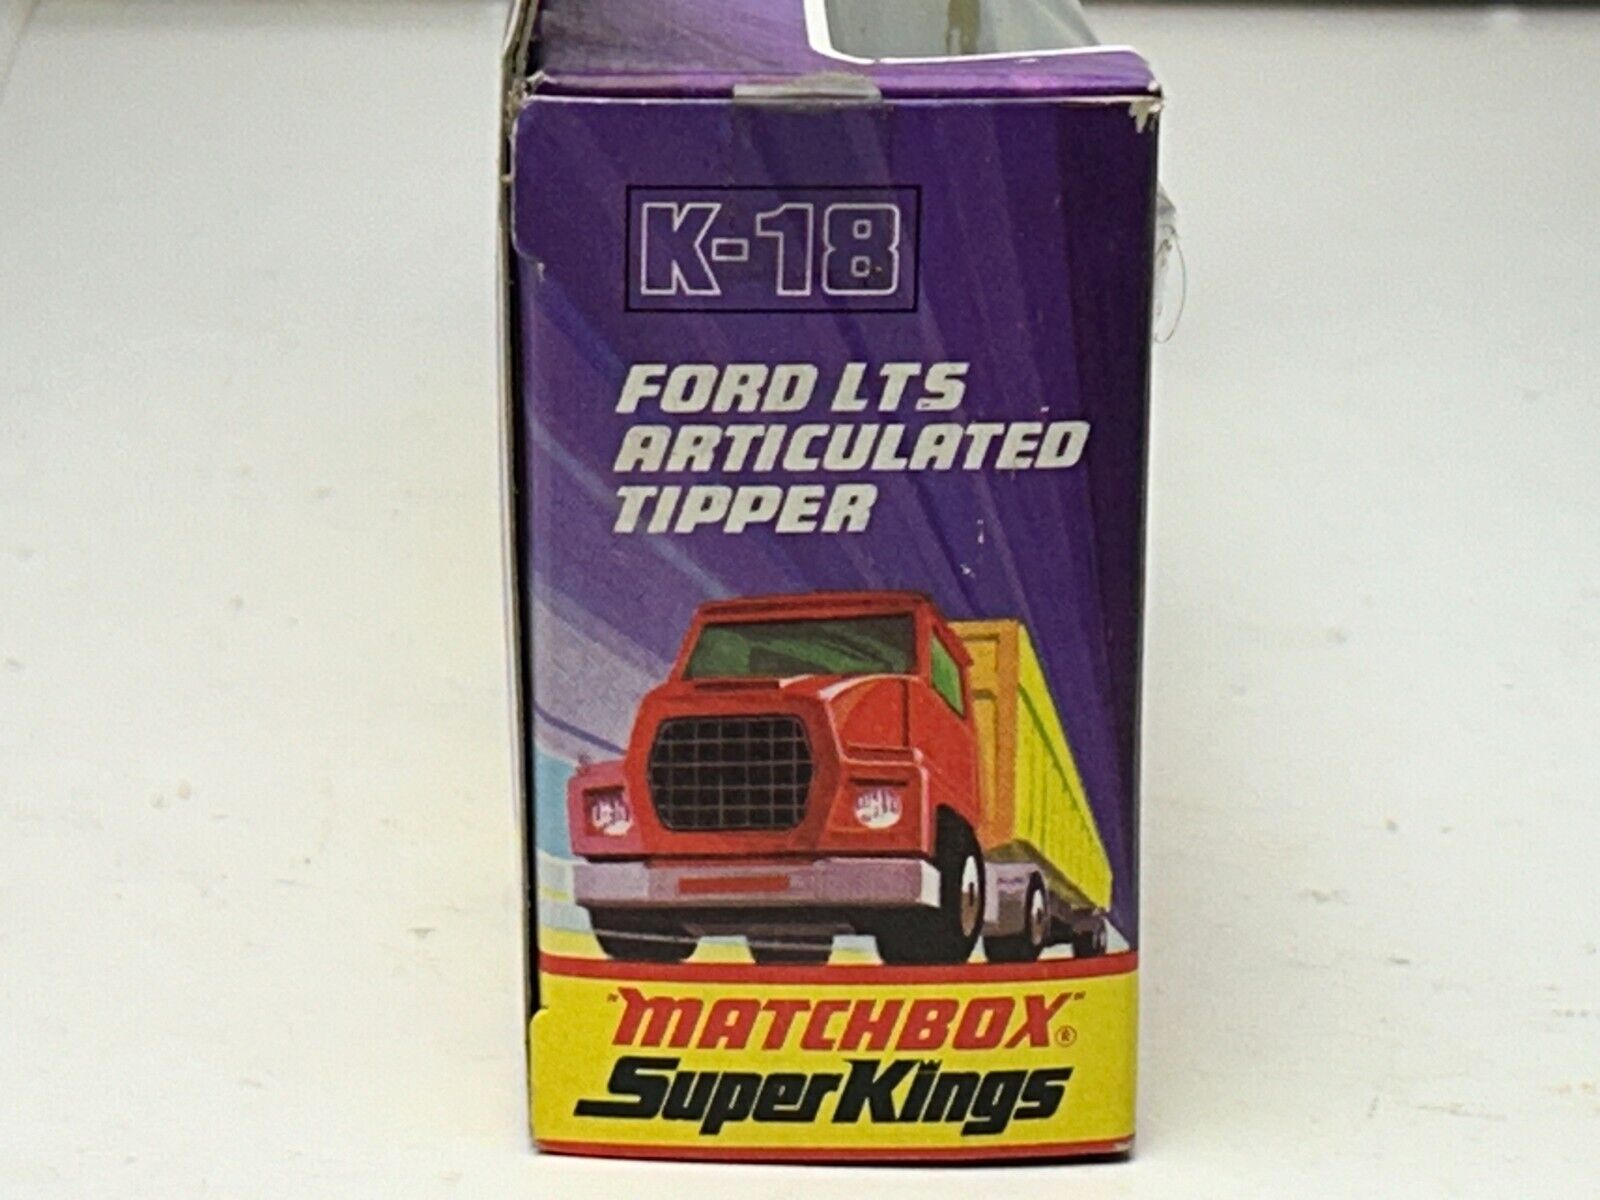 K-18
FORD LTS
ARTICULATED
TIPPER
"MATCHBOX"®
SuperKings